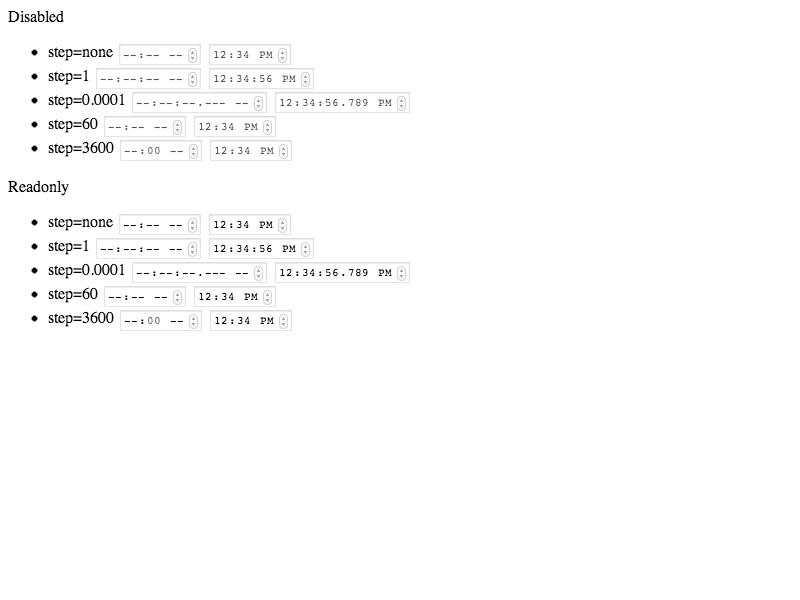 Disabled
step=none --:-- -- 12:34 PM
step=1 --:--:-- -- 12:34:56 PM
step=0.0001 --:--:--.--- -- 12:34:56.789 PM
step=60 --:-- -- 12:34 PM
step=3600 --:00 -- 12:34 PM
Readonly
step=none --:-- -- 12:34 PM
step=1 --:--:-- -- 12:34:56 PM
step=0.0001 --:--:--.--- -- 12:34:56.789 PM
step=60 --:-- -- 12:34 PM
step=3600 --:00 -- 12:34 PM